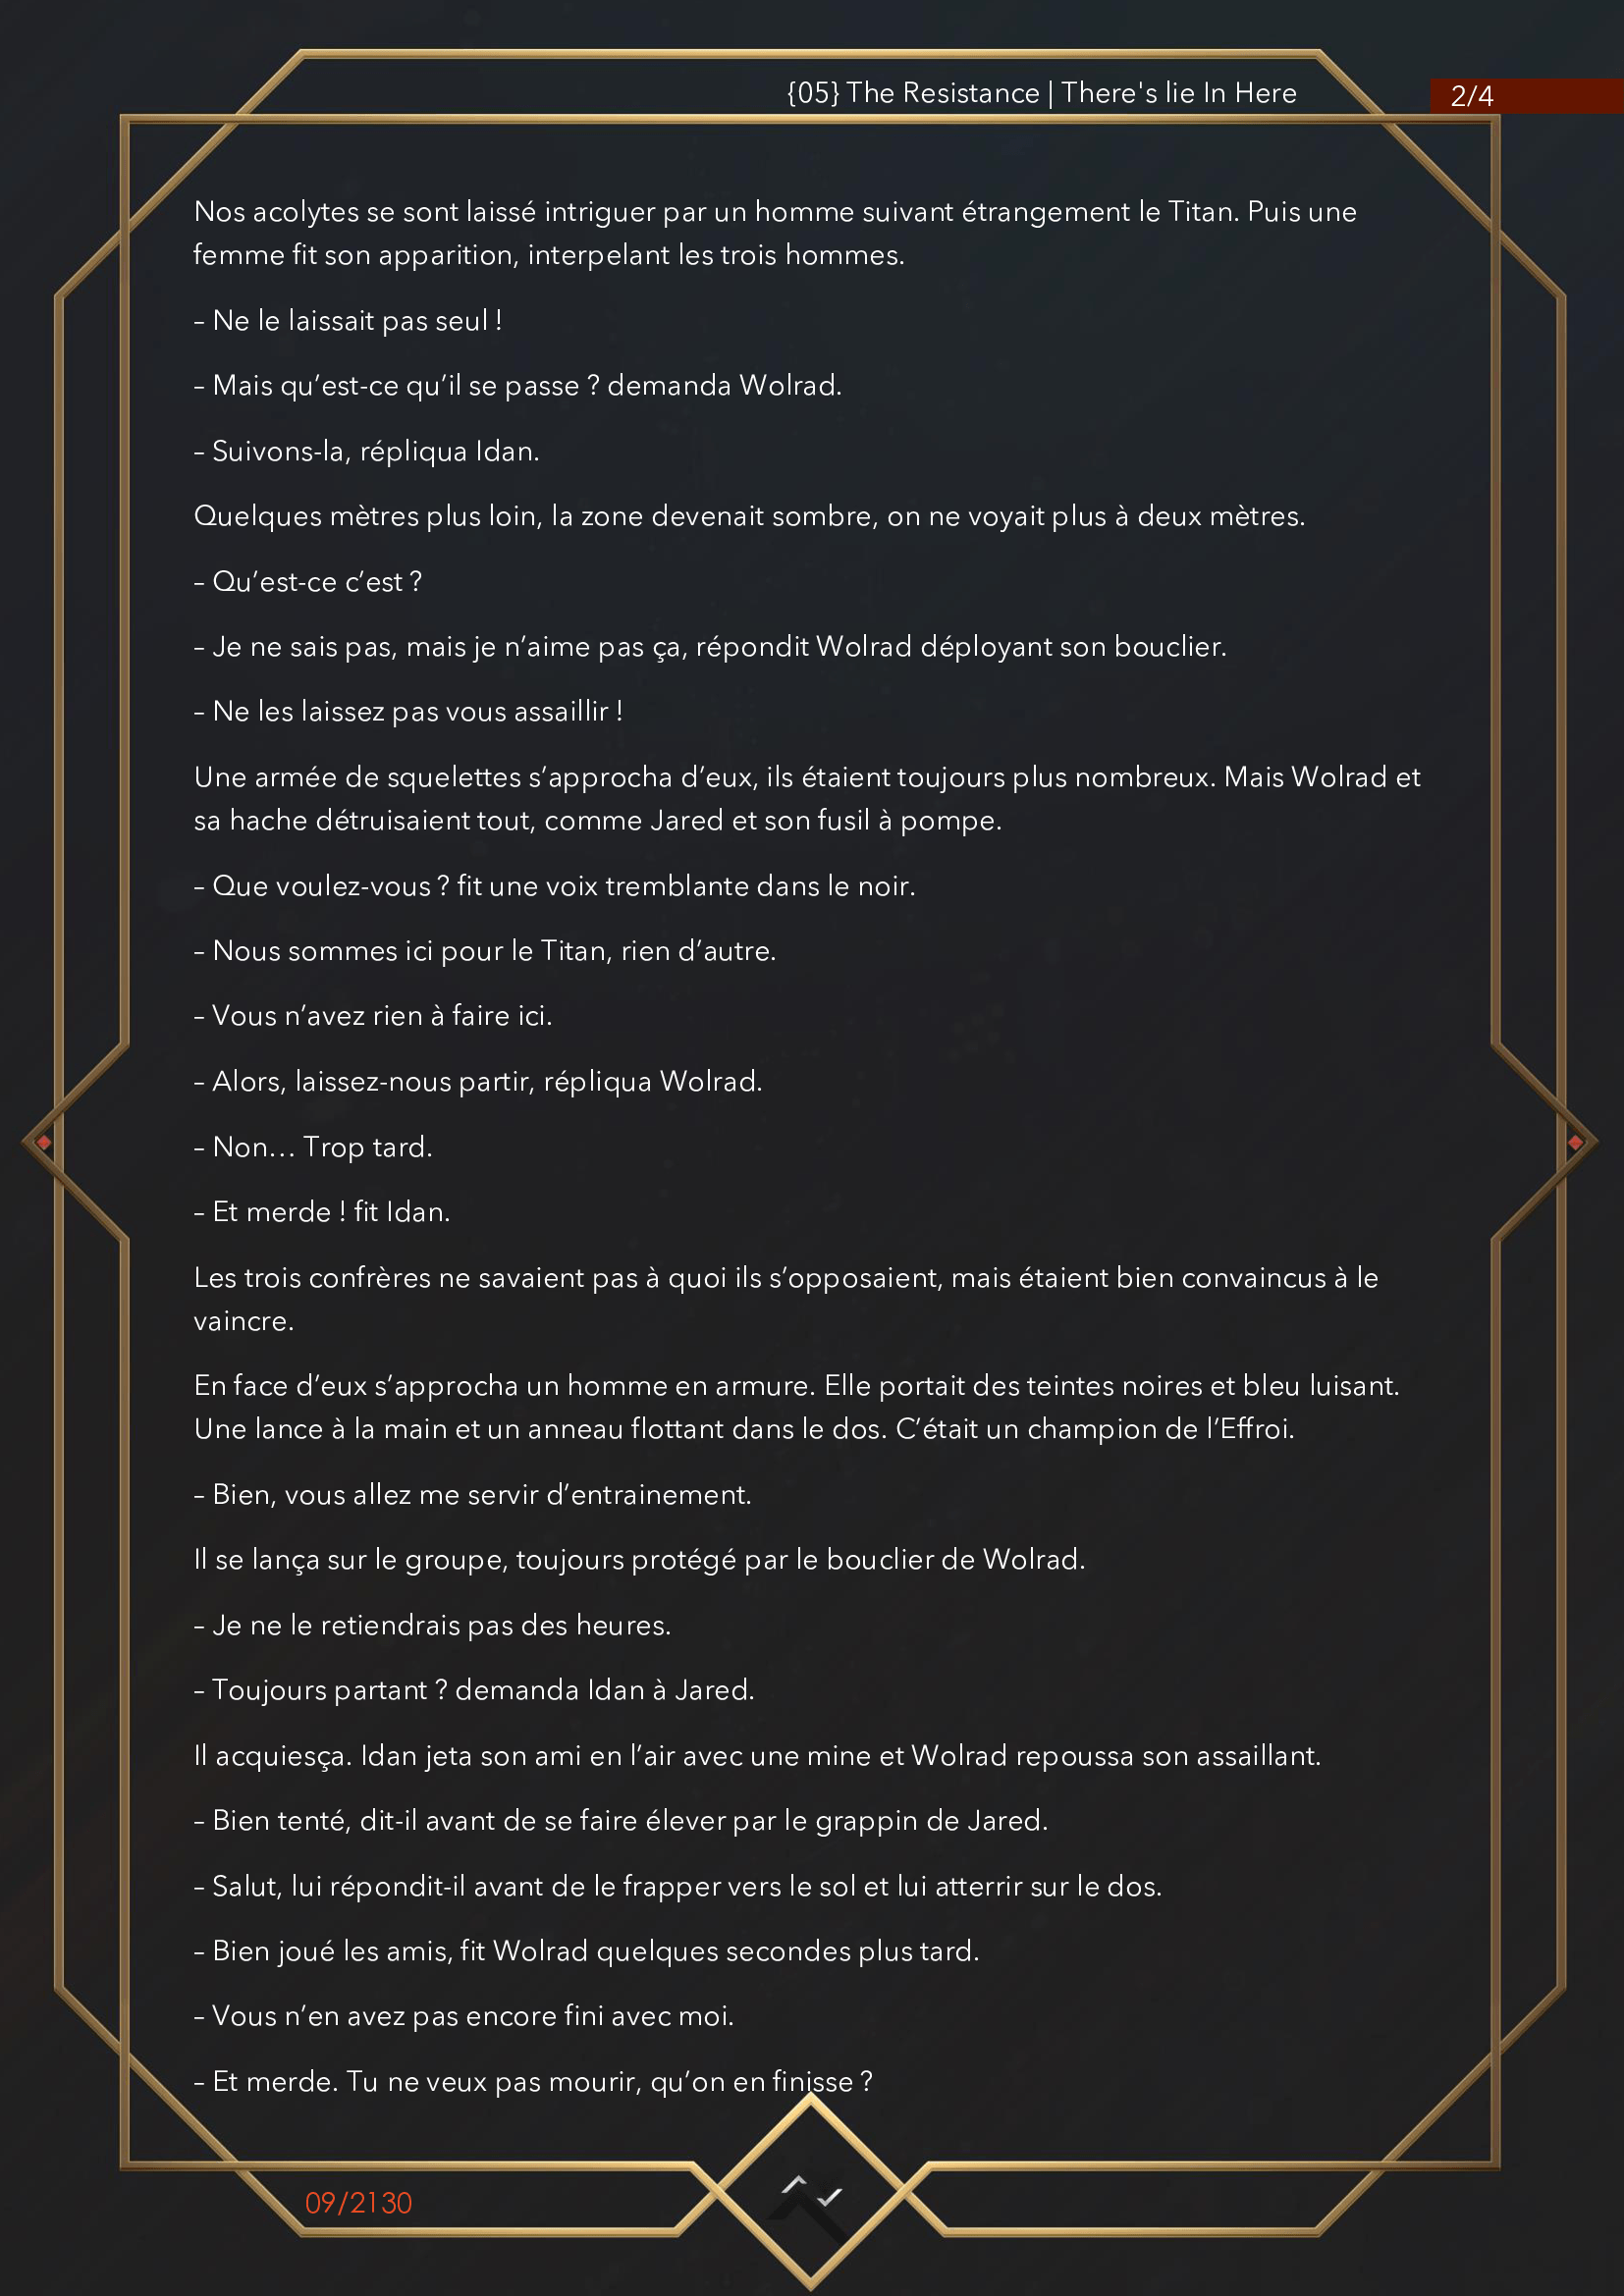 {05} The Resistance | There's lie In Here
2/4
Nos acolytes se sont laissé intriguer par un homme suivant étrangement le Titan. Puis une
femme fit son apparition, interpelant les trois hommes.
– Ne le laissait pas seul !
– Mais qu’est-ce qu’il se passe ? demanda Wolrad.
– Suivons-la, répliqua Idan.
Quelques mètres plus loin, la zone devenait sombre, on ne voyait plus à deux mètres.
– Qu’est-ce c’est ?
– Je ne sais pas, mais je n’aime pas ça, répondit Wolrad déployant son bouclier.
– Ne les laissez pas vous assaillir !
Une armée de squelettes s’approcha d’eux, ils étaient toujours plus nombreux. Mais Wolrad et
sa hache détruisaient tout, comme Jared et son fusil à pompe.
– Que voulez-vous ? fit une voix tremblante dans le noir.
– Nous sommes ici pour le Titan, rien d’autre.
– Vous n’avez rien à faire ici.
– Alors, laissez-nous partir, répliqua Wolrad.
– Non… Trop tard.
– Et merde ! fit Idan.
Les trois confrères ne savaient pas à quoi ils s’opposaient, mais étaient bien convaincus à le
vaincre.
En face d’eux s’approcha un homme en armure. Elle portait des teintes noires et bleu luisant.
Une lance à la main et un anneau flottant dans le dos. C’était un champion de l’Effroi.
– Bien, vous allez me servir d’entrainement.
Il se lança sur le groupe, toujours protégé par le bouclier de Wolrad.
– Je ne le retiendrais pas des heures.
– Toujours partant ? demanda Idan à Jared.
Il acquiesça. Idan jeta son ami en l’air avec une mine et Wolrad repoussa son assaillant.
– Bien tenté, dit-il avant de se faire élever par le grappin de Jared.
– Salut, lui répondit-il avant de le frapper vers le sol et lui atterrir sur le dos.
– Bien joué les amis, fit Wolrad quelques secondes plus tard.
– Vous n’en avez pas encore fini avec moi.
– Et merde. Tu ne veux pas mourir, qu’on en finisse ?
09/2130